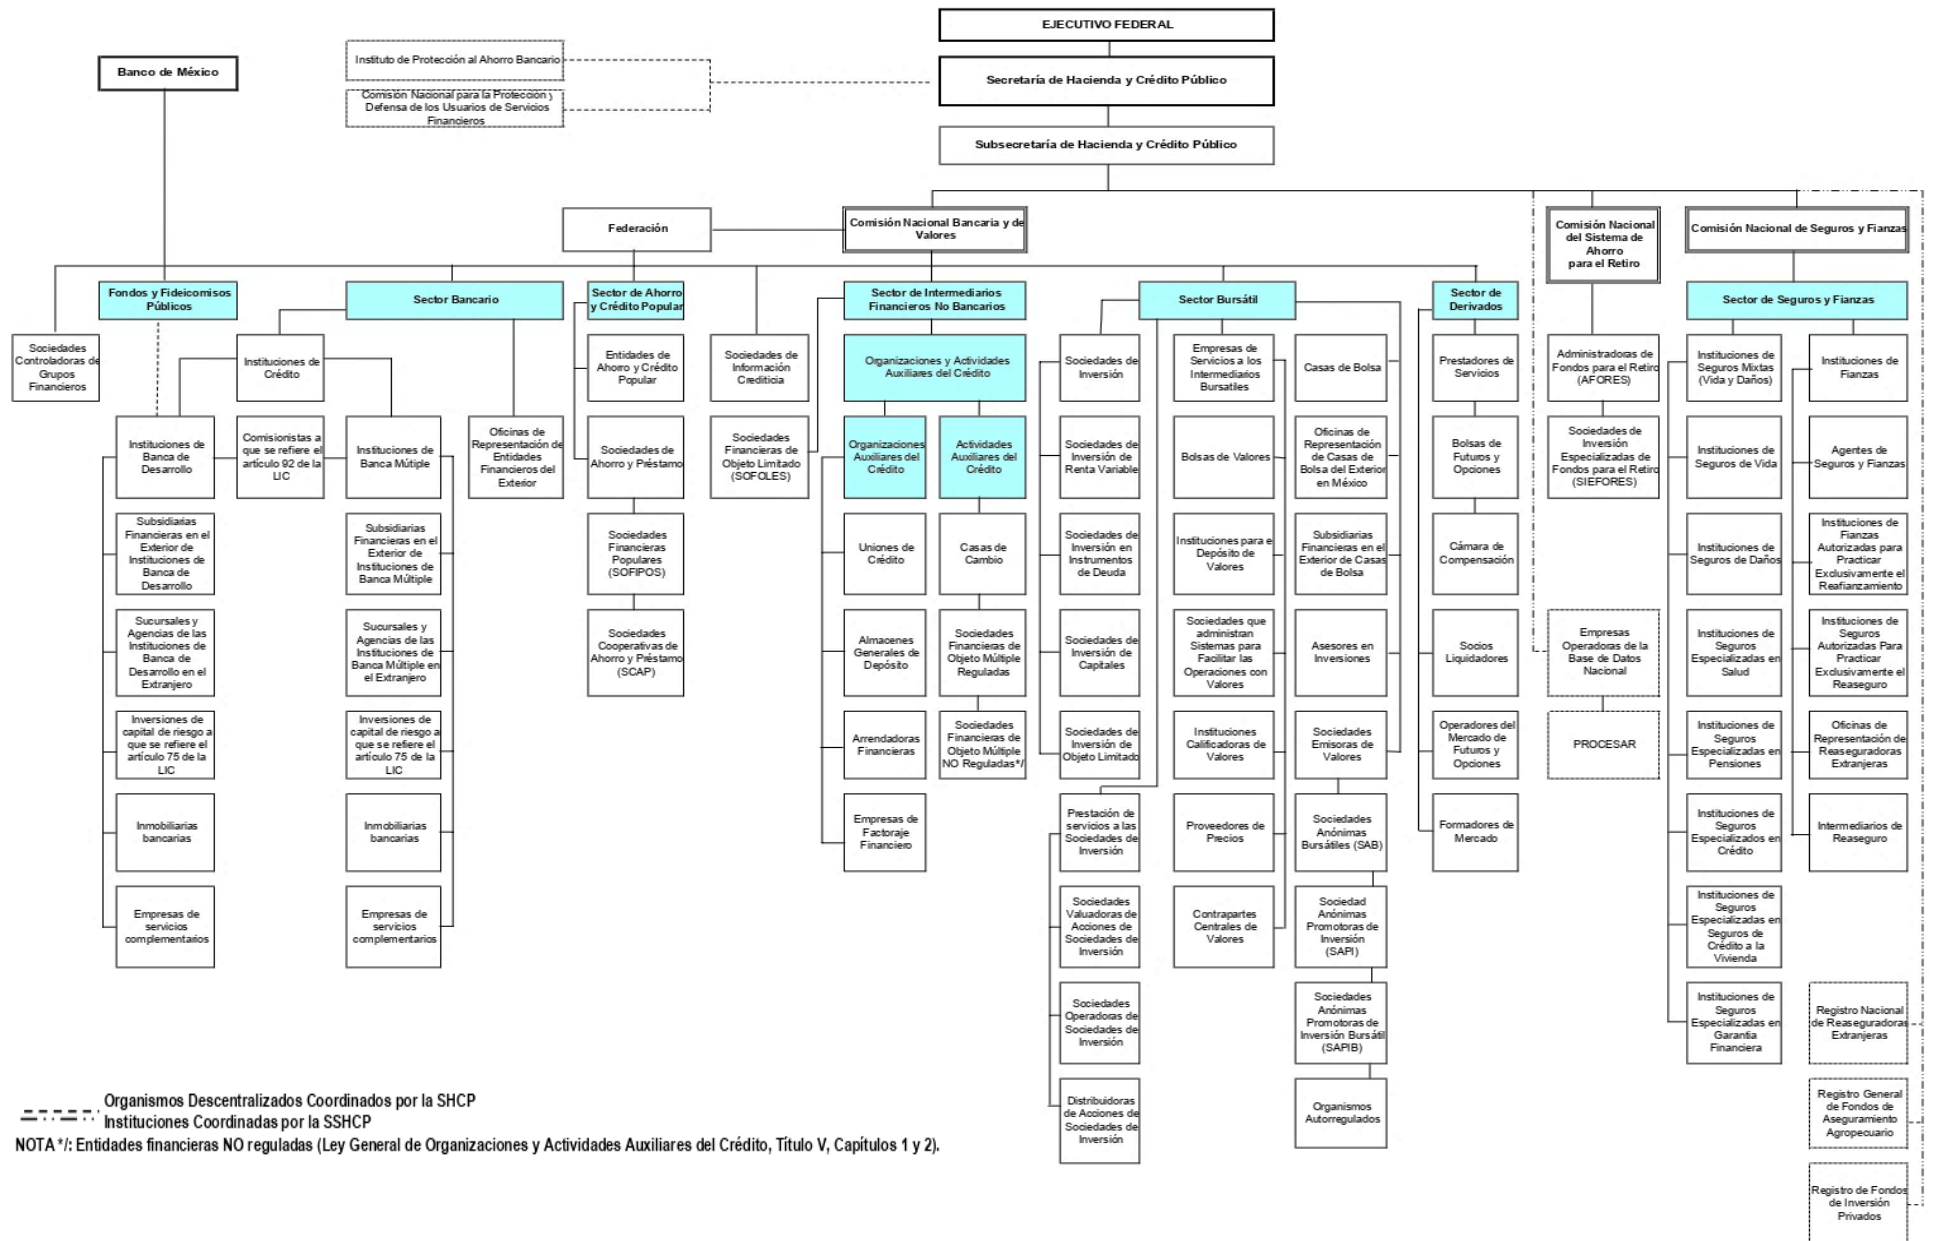 EJECUTIVO FEDERAL
Banco de México
Instituto de Protección al Ahorro Bancario
Secretaría de Hacienda y Crédito Público
Comisión Nacional para la Protección y
Defensa de los Usuarios de Servicios
Financieros
Subsecretaría de Hacienda y Crédito Público
Federación
Comisión Nacional Bancaria y de
Valores
Comisión Nacional
del Sistema de
Ahorro
para el Retiro
Comisión Nacional de Seguros y Fianzas
Fondos y Fideicomisos
Públicos
Sector Bancario
Sector de Ahorro
y Crédito Popular
Sector de Intermediarios
Financieros No Bancarios
Sector Bursátil
Sector de
Derivados
Sector de Seguros y Fianzas
Sociedades
Controladoras de
Grupos
Financieros
Instituciones de
Crédito
Entidades de
Ahorro y Crédito
Popular
Sociedades de
Información
Crediticia
Organizaciones y Actividades
Auxiliares del Crédito
Sociedades de
Inversión
Empresas de
Servicios a los
Intermediarios
Bursatiles
Casas de Bolsa
Prestadores de
Servicios
Administradoras de
Fondos para el Retiro
(AFORES)
Instituciones de
Seguros Mixtas
(Vida y Daños)
Instituciones de
Fianzas
Instituciones de
Banca de
Desarrollo
Comisionistas a
que se refiere el
artículo 92 de la
LIC
Instituciones de
Banca Mútiple
Oficinas de
Representación de
Entidades
Financieros del
Exterior
Sociedades de
Ahorro y Préstamo
Sociedades
Financieras de
Objeto Limitado
(SOFOLES)
Organizaciones
Auxiliares del
Crédito
Actividades
Auxiliares del
Crédito
Sociedades de
Inversión de
Renta Variable
Bolsas de Valores
Oficinas de
Representación
de Casas de
Bolsa del Exterior
en México
Bolsas de
Futuros y
Opciones
Sociedades de
Inversión
Especializadas de
Fondos para el Retiro
(SIEFORES)
Instituciones de
Seguros de Vida
Agentes de
Seguros y Fianzas
Subsidiarias
Financieras en el
Exterior de
Instituciones de
Banca de
Desarrollo
Subsidiarias
Financieras en el
Exterior de
Instituciones de
Banca Múltiple
Sociedades
Financieras
Populares
(SOFIPOS)
Uniones de
Crédito
Casas de
Cambio
Sociedades de
Inversión en
Instrumentos
de Deuda
Instituciones para el
Depósito de
Valores
Subsidiarias
Financieras en el
Exterior de Casas
de Bolsa
Cámara de
Compensación
Instituciones de
Seguros de Daños
Instituciones de
Fianzas
Autorizadas para
Practicar
Exclusivamente el
Reafianzamiento
Sucursales y
Agencias de las
Instituciones de
Banca de
Desarrollo en el
Extranjero
Sucursales y
Agencias de las
Instituciones de
Banca Múltiple en
el Extranjero
Sociedades
Cooperativas de
Ahorro y Préstamo
(SCAP)
Almacenes
Generales de
Depósito
Sociedades
Financieras de
Objeto Múltiple
Reguladas
Sociedades de
Inversión de
Capitales
Sociedades que
administran
Sistemas para
Facilitar las
Operaciones con
Valores
Asesores en
Inversiones
Socios
Liquidadores
Empresas
Operadoras de la
Base de Datos
Nacional
Instituciones de
Seguros
Especializadas en
Salud
Instituciones de
Seguros
Autorizadas Para
Practicar
Exclusivamente el
Reaseguro
Inversiones de
capital de riesgo a
que se refiere el
artículo 75 de la
LIC
Inversiones de
capital de riesgo a
que se refiere el
artículo 75 de la
LIC
Arrendadoras
Financieras
Sociedades
Financieras de
Objeto Múltiple
NO Reguladas*/
Sociedades de
Inversión de
Objeto Limitado
Instituciones
Calificadoras de
Valores
Sociedades
Emisoras de
Valores
Operadores del
Mercado de
Futuros y
Opciones
PROCESAR
Instituciones de
Seguros
Especializadas en
Pensiones
Oficinas de
Representación de
Reaseguradoras
Extranjeras
Inmobiliarias
bancarias
Inmobiliarias
bancarias
Empresas de
Factoraje
Financiero
Prestación de
servicios a las
Sociedades de
Inversión
Proveedores de
Precios
Sociedades
Anónimas
Bursátiles (SAB)
Formadores de
Mercado
Instituciones de
Seguros
Especializados en
Crédito
Intermediarios de
Reaseguro
Empresas de
servicios
complementarios
Empresas de
servicios
complementarios
Sociedades
Valuadoras de
Acciones de
Sociedades de
Inversión
Contrapartes
Centrales de
Valores
Sociedad
Anónimas
Promotoras de
Inversión
(SAPI)
Instituciones de
Seguros
Especializadas en
Seguros de
Crédito a la
Vivienda
Sociedades
Operadoras de
Sociedades de
Inversión
Sociedades
Anónimas
Promotoras de
Inversión Bursátil
(SAPIB)
Instituciones de
Seguros
Especializadas en
Garantia
Financiera
Registro Nacional
de Reaseguradoras
Extranjeras
Distribuidoras
de Acciones de
Sociedades de
Inversión
Organismos
Autorregulados
Registro General
de Fondos de
Aseguramiento
Agropecuario
Registro de Fondos
de Inversión
Privados
Organismos Descentralizados Coordinados por la SHCP
Instituciones Coordinadas por la SSHCP
NOTA */: Entidades financieras NO reguladas (Ley General de Organizaciones y Actividades Auxiliares del Crédito, Título V, Capítulos 1 y 2).